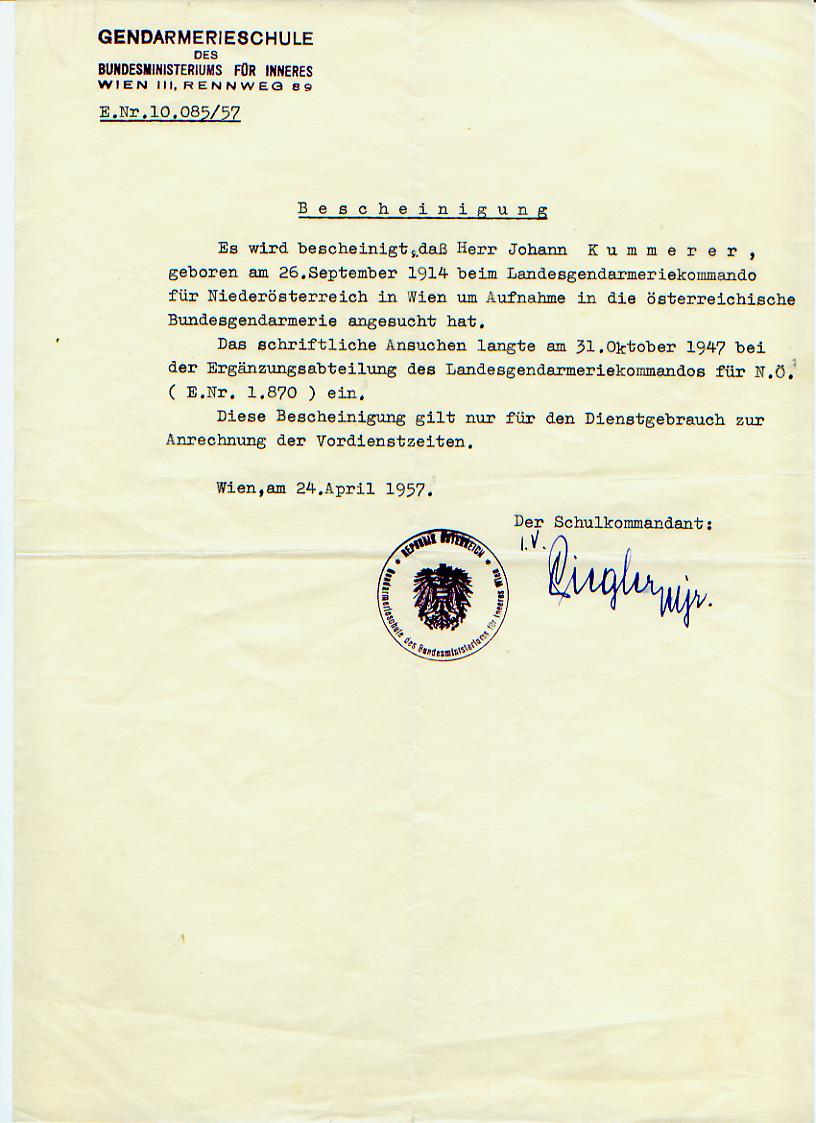 GENDARMERIESCHULE
DES
BUNDESMINISTERIUMS FÜR INNERES
WIEN III, RENNWEG 89
E.Nr.10.085/57
Bescheinigung
Es wird bescheinigt, daß Herr Johann Kummerer,
geboren am 26.September 1914 beim Landesgendarmeriekommando
für Niederösterreich in Wien um Aufnahme in die österreichische
Bundesgendarmerie angesucht hat.
Das schriftliche Ansuchen langte am 31.Oktober 1947 bei
der Ergänzungsabteilung des Landesgendarmeriekommandos für N.Ö.
( E.Nr. 1.870 ) ein.
Diese Bescheinigung gilt nur für den Dienstgebrauch zur
Anrechnung der Vordienstzeiten.
Wien,am 24.April 1957.
Der Schulkommandant:
I.V.
Riegler Mjr.
REPUBLIK ÖSTERREICH
Gendarmerieschule des Bundesministeriums für Inneres Wien